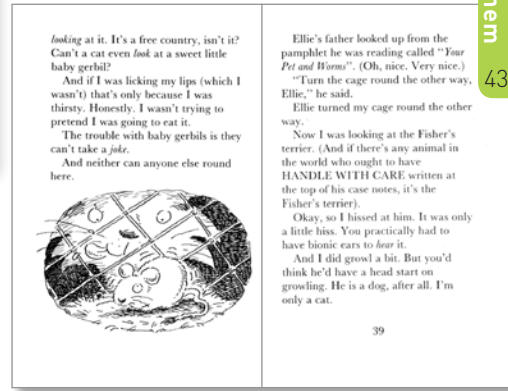 looking at it. It's a free country, isn't it?
Can't a cat even look at a sweet little
baby gerbil?
And if I was licking my lips (which I
wasn't) that's only because I was
thirsty. Honestly. I wasn't trying to
pretend I was going to eat it.
The trouble with baby gerbils is they
can't take a joke.
And neither can anyone else round
here.
Ellie's father looked up from the
pamphlet he was reading called "Your
Pet and Worms". (Oh, nice. Very nice.)
"Turn the cage round the other way,
Ellie," he said.
Ellie turned my cage round the other
way.
Now I was looking at the Fisher's
terrier. (And if there's any animal in
the world who ought to have
HANDLE WITH CARE written at
the top of his case notes, it's the
Fisher's terrier).
Okay, so I hissed at him. It was only
a little hiss. You practically had to
have bionic ears to hear it.
And I did growl a bit. But you'd
think he'd have a head start on
growling. He is a dog, after all. I'm
only a cat.
39
hem
43